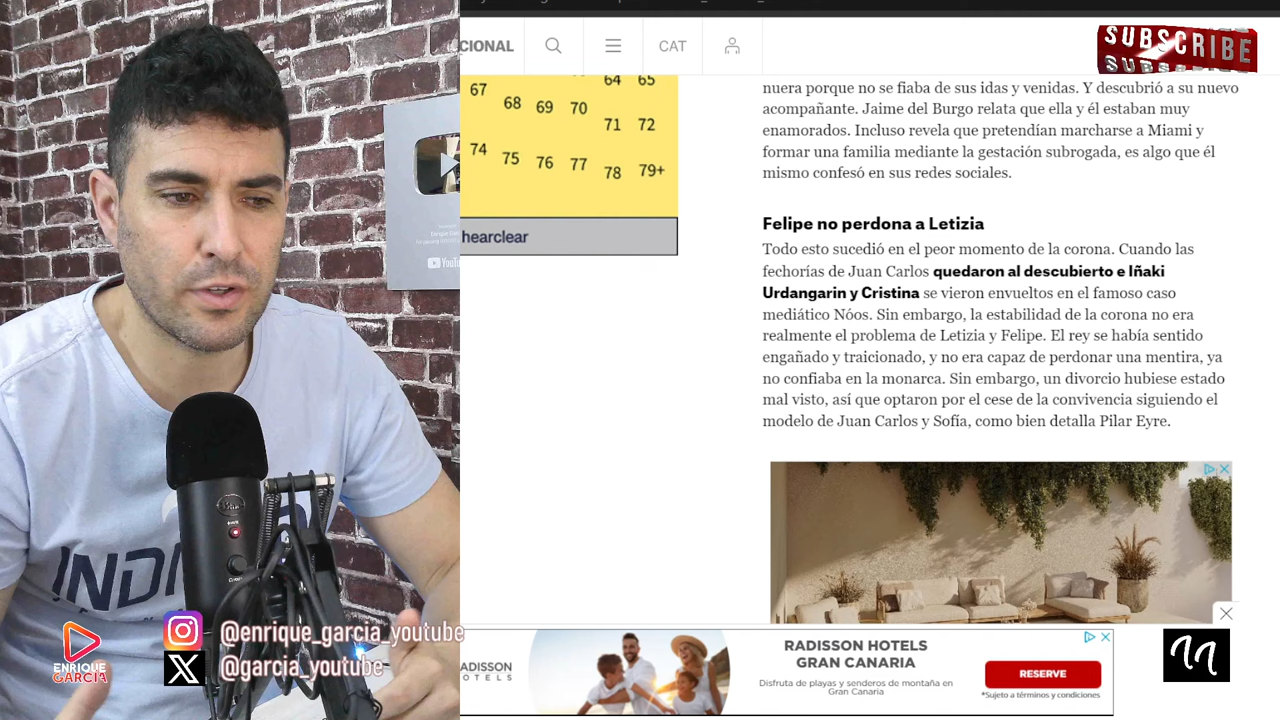 CIONAL
CAT
SUBSCRIBE
64 65
67
68 69 70
71 72
74 75 76 77
78 79+
hearclear
nuera porque no se fiaba de sus idas y venidas. Y descubrió a su nuevo
acompañante. Jaime del Burgo relata que ella y él estaban muy
enamorados. Incluso revela que pretendían marcharse a Miami y
formar una familia mediante la gestación subrogada, es algo que él
mismo confesó en sus redes sociales.
Felipe no perdona a Letizia
Todo esto sucedió en el peor momento de la corona. Cuando las
fechorías de Juan Carlos quedaron al descubierto e Iñaki
Urdangarin y Cristina se vieron envueltos en el famoso caso
mediático Nóos. Sin embargo, la estabilidad de la corona no era
realmente el problema de Letizia y Felipe. El rey se había sentido
engañado y traicionado, y no era capaz de perdonar una mentira, ya
no confiaba en la monarca. Sin embargo, un divorcio hubiese estado
mal visto, así que optaron por el cese de la convivencia siguiendo el
modelo de Juan Carlos y Sofía, como bien detalla Pilar Eyre.
@enrique_garcia_youtube
@garcia_youtube
ENRIQUE
GARCÍA
ADISSON
HOTELS
RADISSON HOTELS
GRAN CANARIA
Disfruta de playas y senderos de montaña en
Gran Canaria
RESERVE
*Sujeto a términos y condiciones